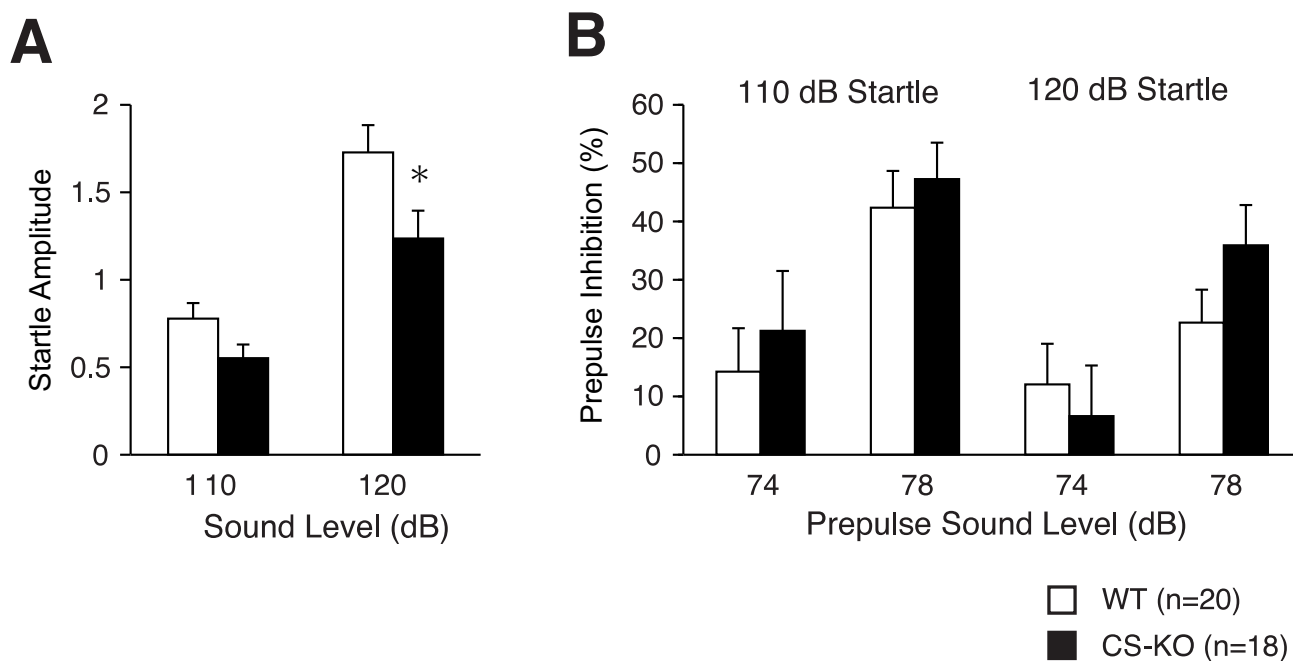 A
Startle Amplitude
2
1.5
1
0.5
0
*
110
120
Sound Level (dB)
B
Prepulse Inhibition (%)
110 dB Startle
120 dB Startle
60
50
40
30
20
10
0
74
78
74
78
Prepulse Sound Level (dB)
WT (n=20)
CS-KO (n=18)